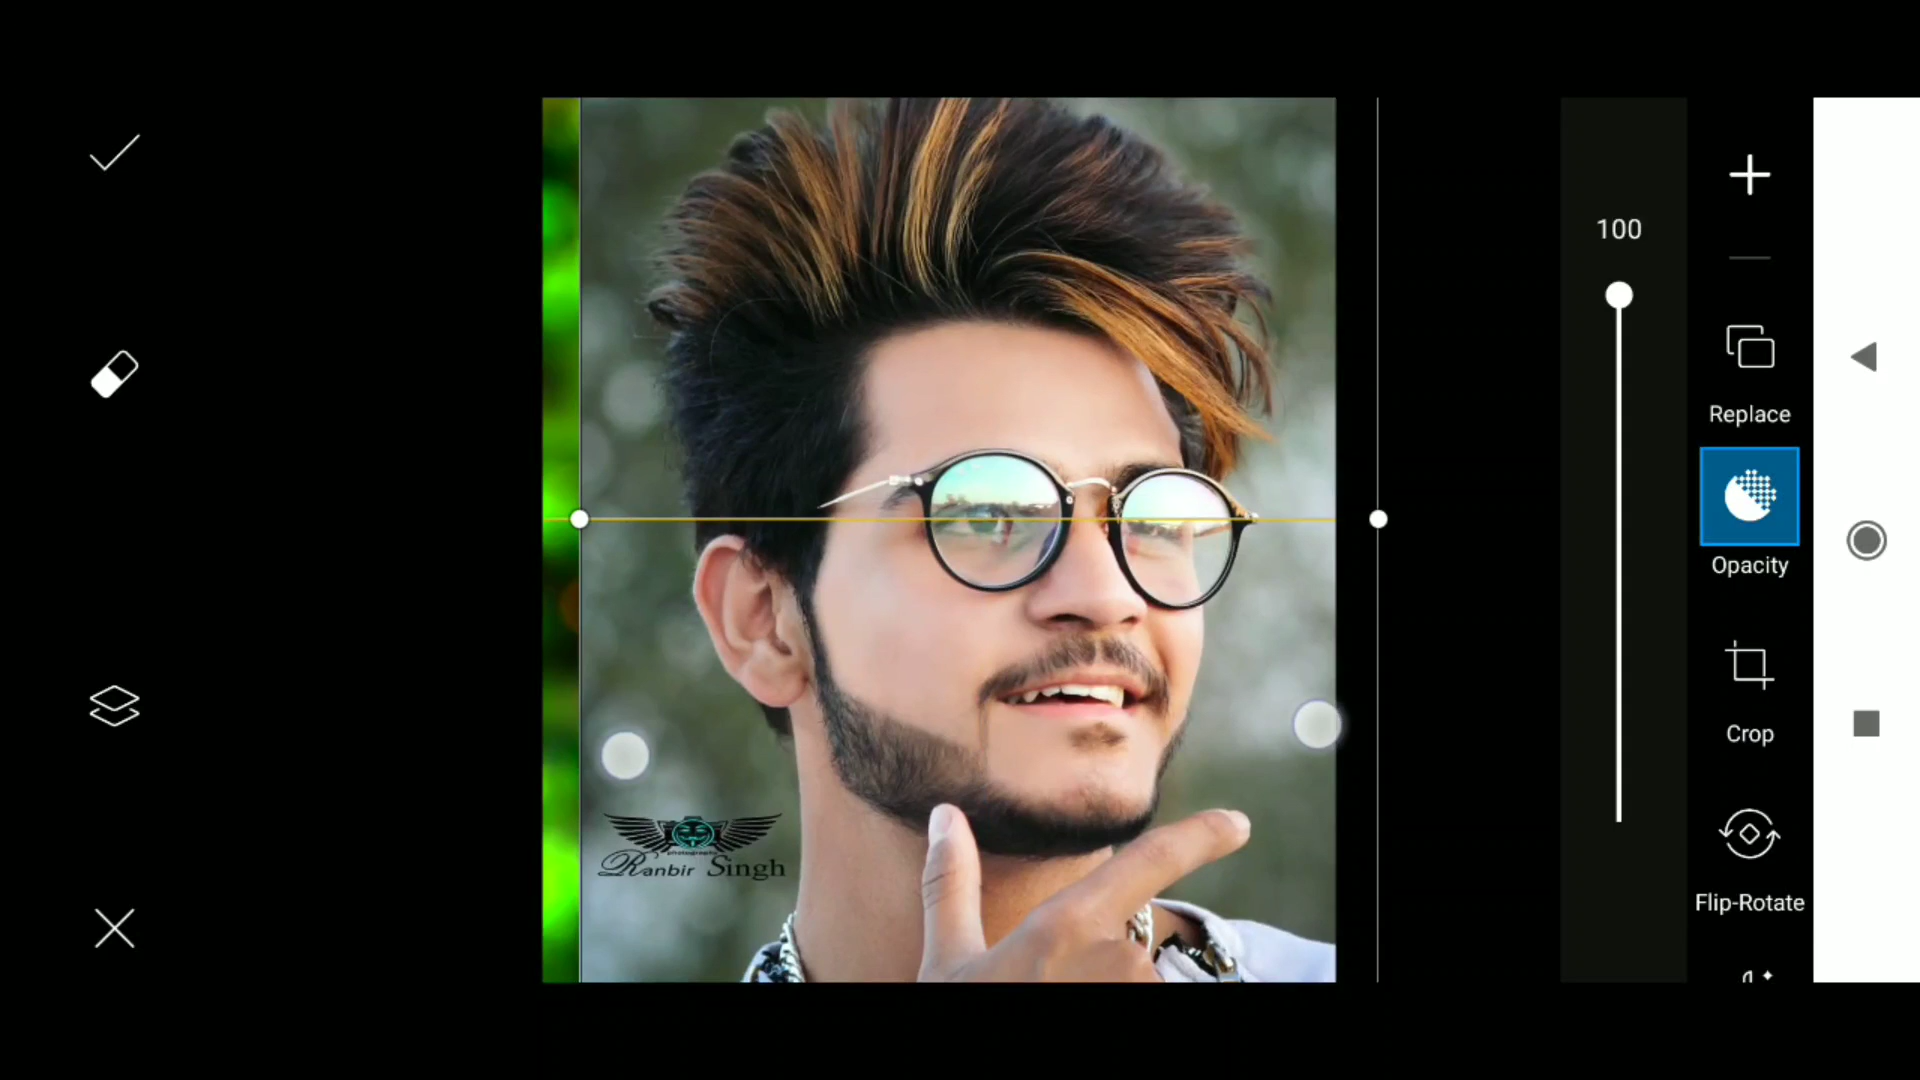 100
Replace
Opacity
Crop
Flip-Rotate
Ranbir Singh